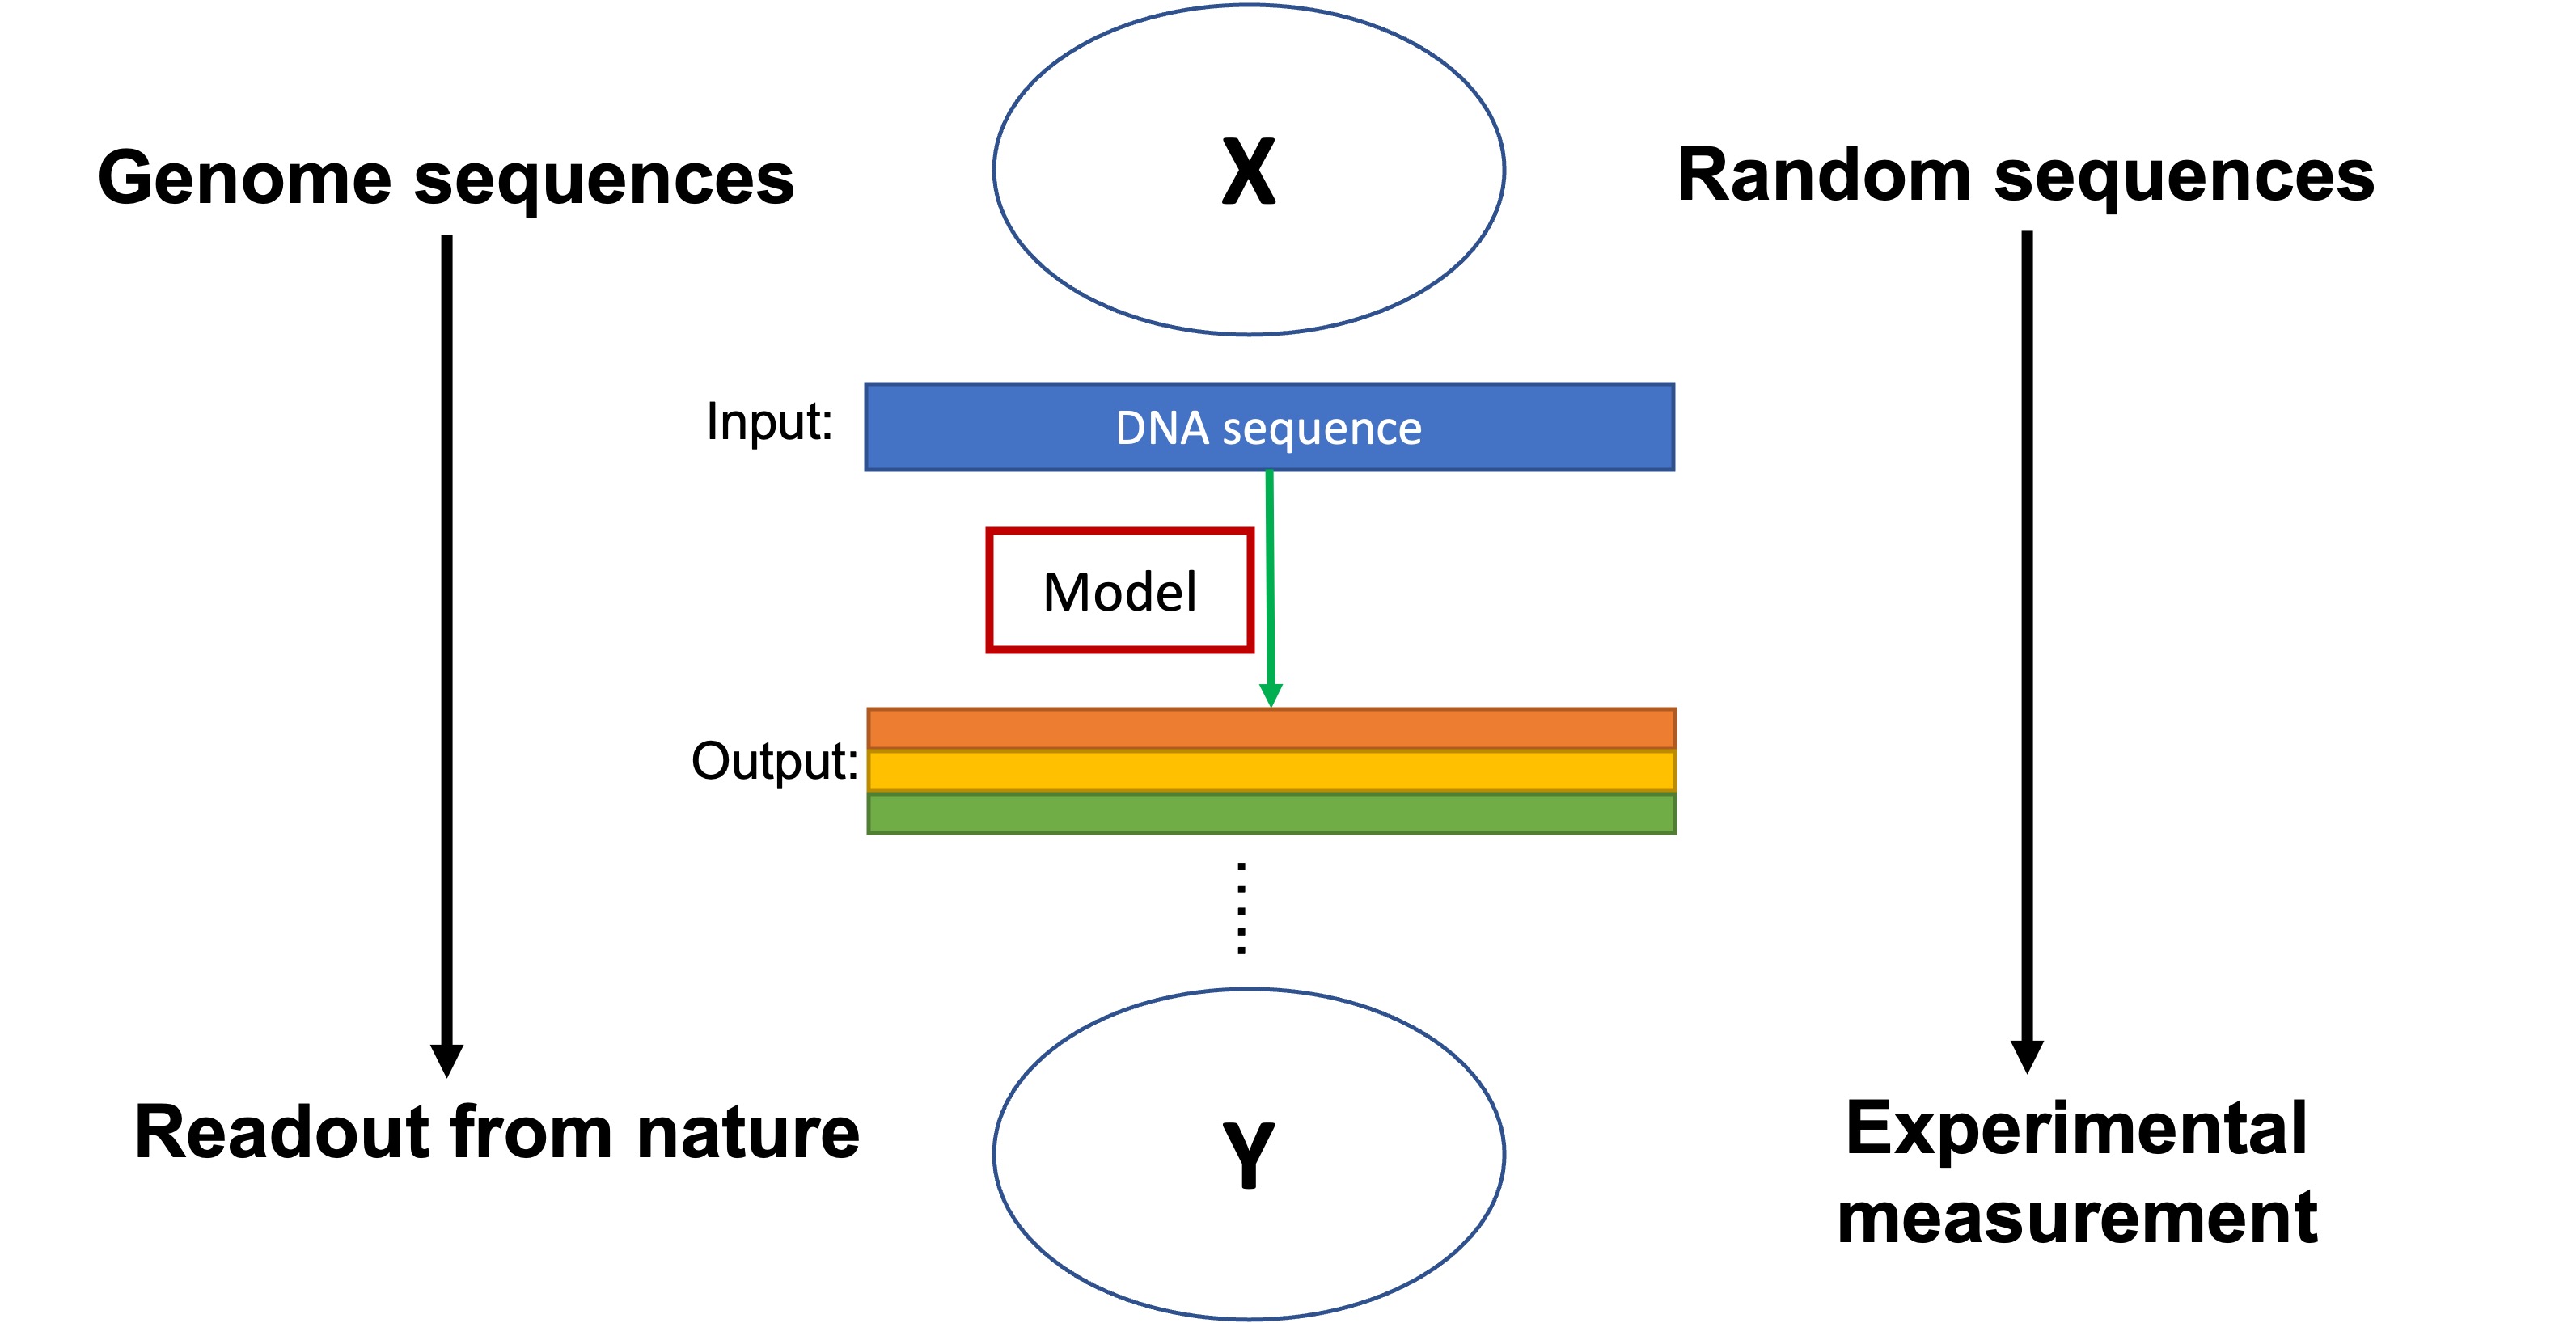 X
Genome sequences
Random sequences
Input:
DNA sequence
Model
Output:
Readout from nature
Y
Experimental
measurement